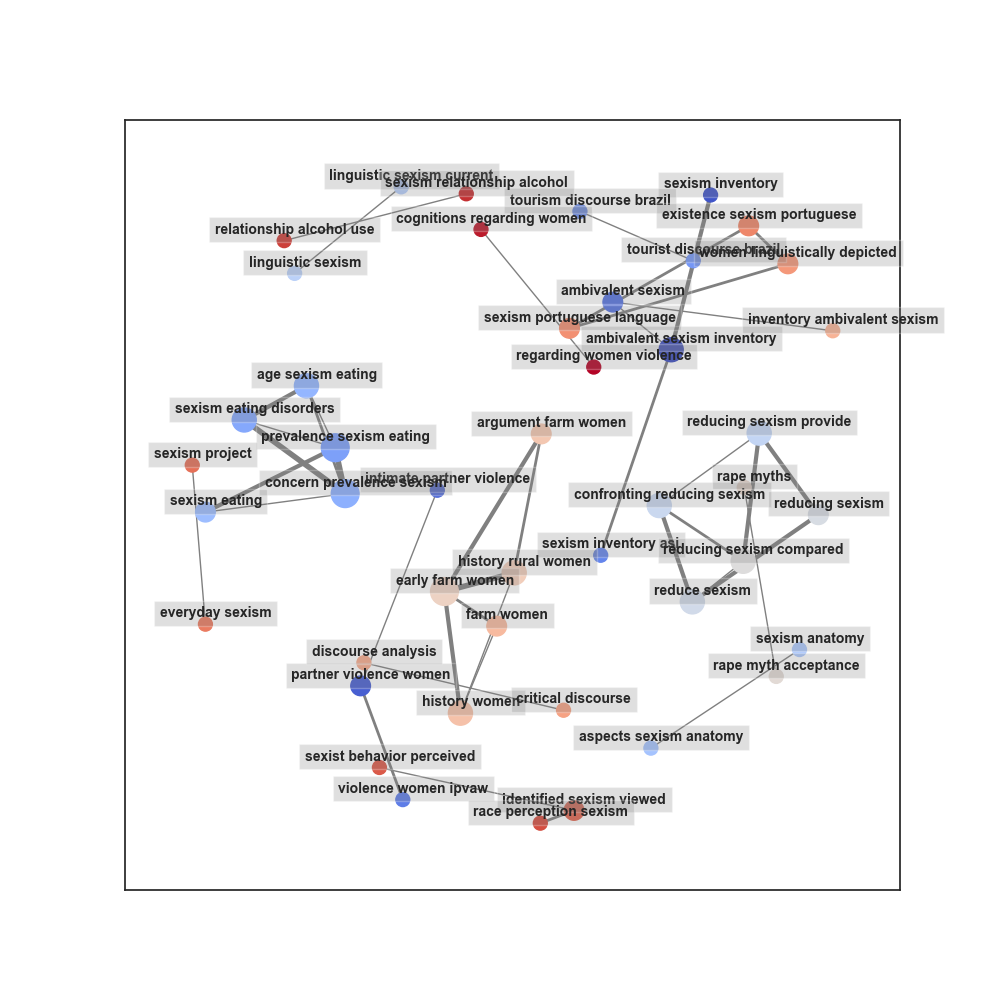 linguistic sexism current
sexism relationship alcohol
sexism inventory
tourism discourse brazil
existence sexism portuguese
cognitions regarding women
relationship alcohol use
tourist discourse brazil
women linguistically depicted
linguistic sexism
ambivalent sexism
sexism portuguese language
inventory ambivalent sexism
ambivalent sexism inventory
regarding women violence
age sexism eating
sexism eating disorders
argument farm women
reducing sexism provide
prevalence sexism eating
sexism project
rape myths
concern prevalence sexism
intimate partner violence
confronting reducing sexism
sexism eating
reducing sexism
sexism inventory asi
reducing sexism compared
history rural women
early farm women
reduce sexism
everyday sexism
farm women
sexism anatomy
discourse analysis
rape myth acceptance
partner violence women
history women
critical discourse
aspects sexism anatomy
sexist behavior perceived
violence women ipvaw
identified sexism viewed
race perception sexism